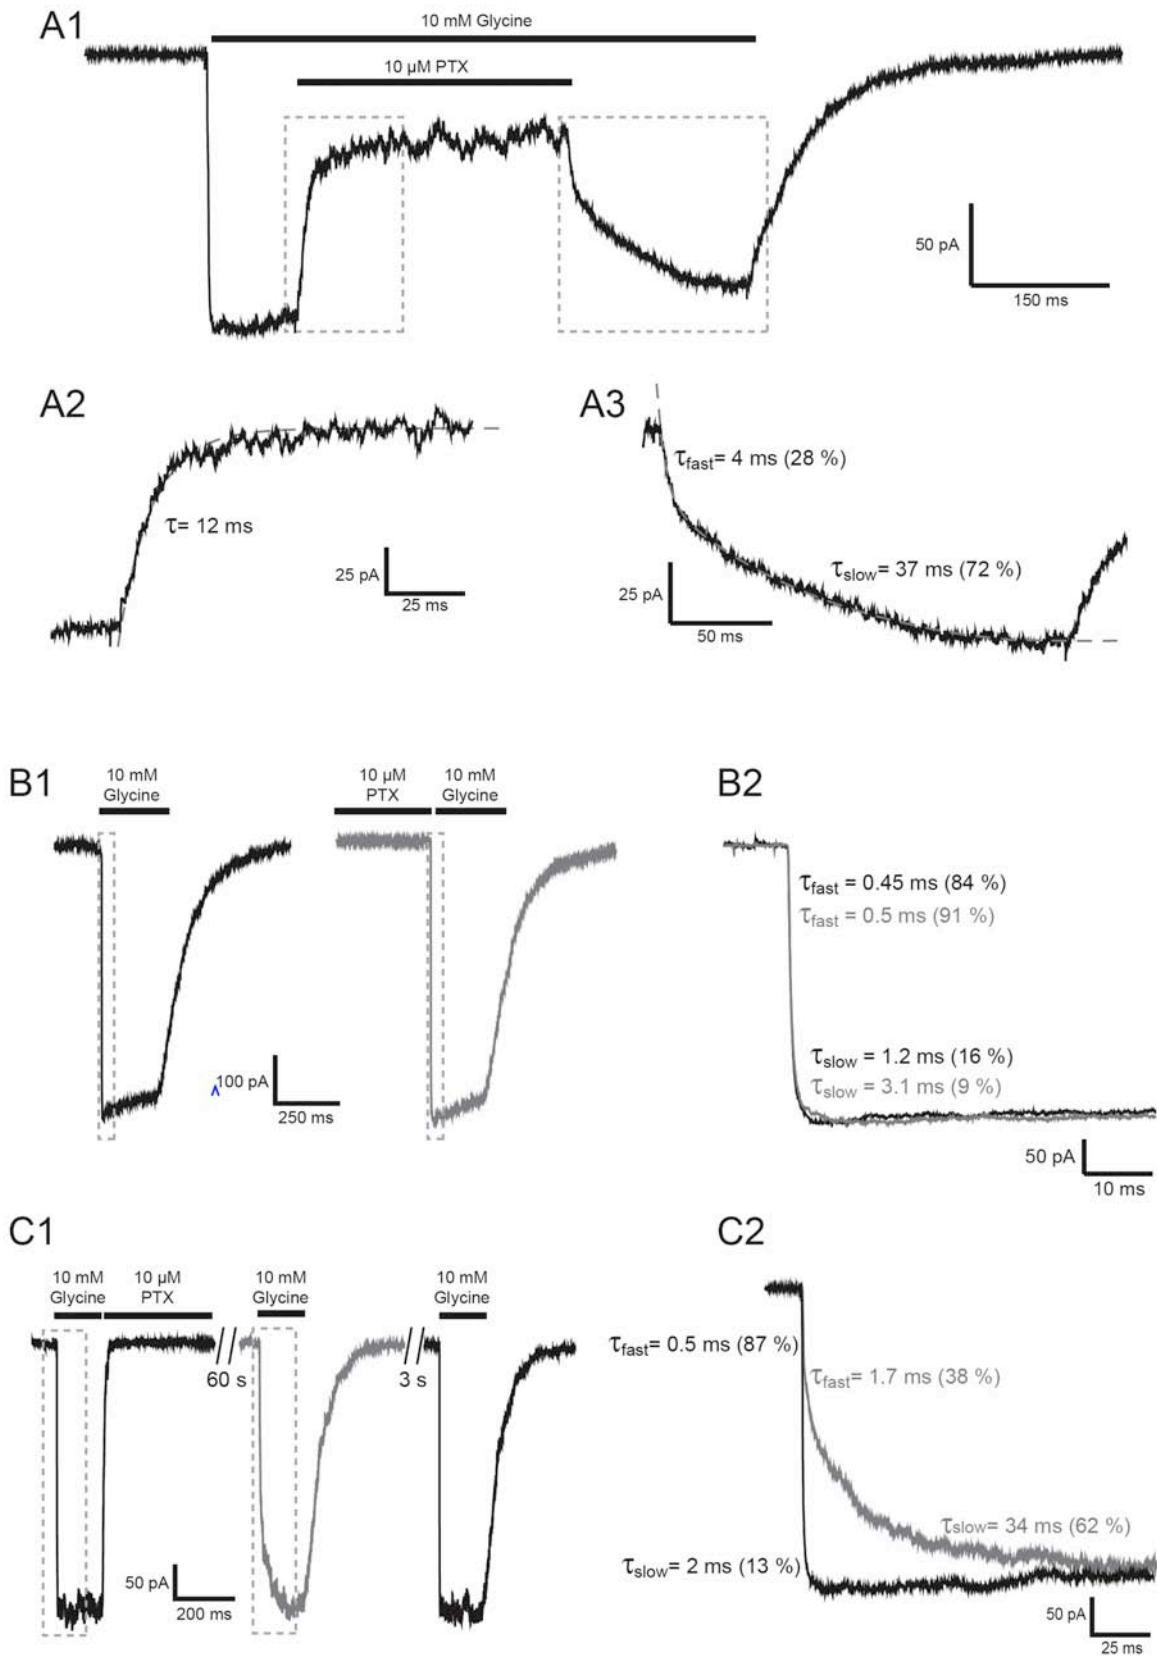 A1
10 mM Glycine
10 µM PTX
50 pA
150 ms
A2
τ= 12 ms
25 pA
25 ms
A3
τfast= 4 ms (28 %)
τslow= 37 ms (72 %)
25 pA
50 ms
B1
10 mM
Glycine
10 µM
PTX
10 mM
Glycine
100 pA
250 ms
B2
τfast = 0.45 ms (84 %)
τfast = 0.5 ms (91 %)
τslow = 1.2 ms (16 %)
τslow = 3.1 ms (9 %)
50 pA
10 ms
C1
10 mM
Glycine
10 µM
PTX
10 mM
Glycine
10 mM
Glycine
60 s
3 s
50 pA
200 ms
C2
τfast= 0.5 ms (87 %)
τfast= 1.7 ms (38 %)
τslow= 34 ms (62 %)
τslow= 2 ms (13 %)
50 pA
25 ms